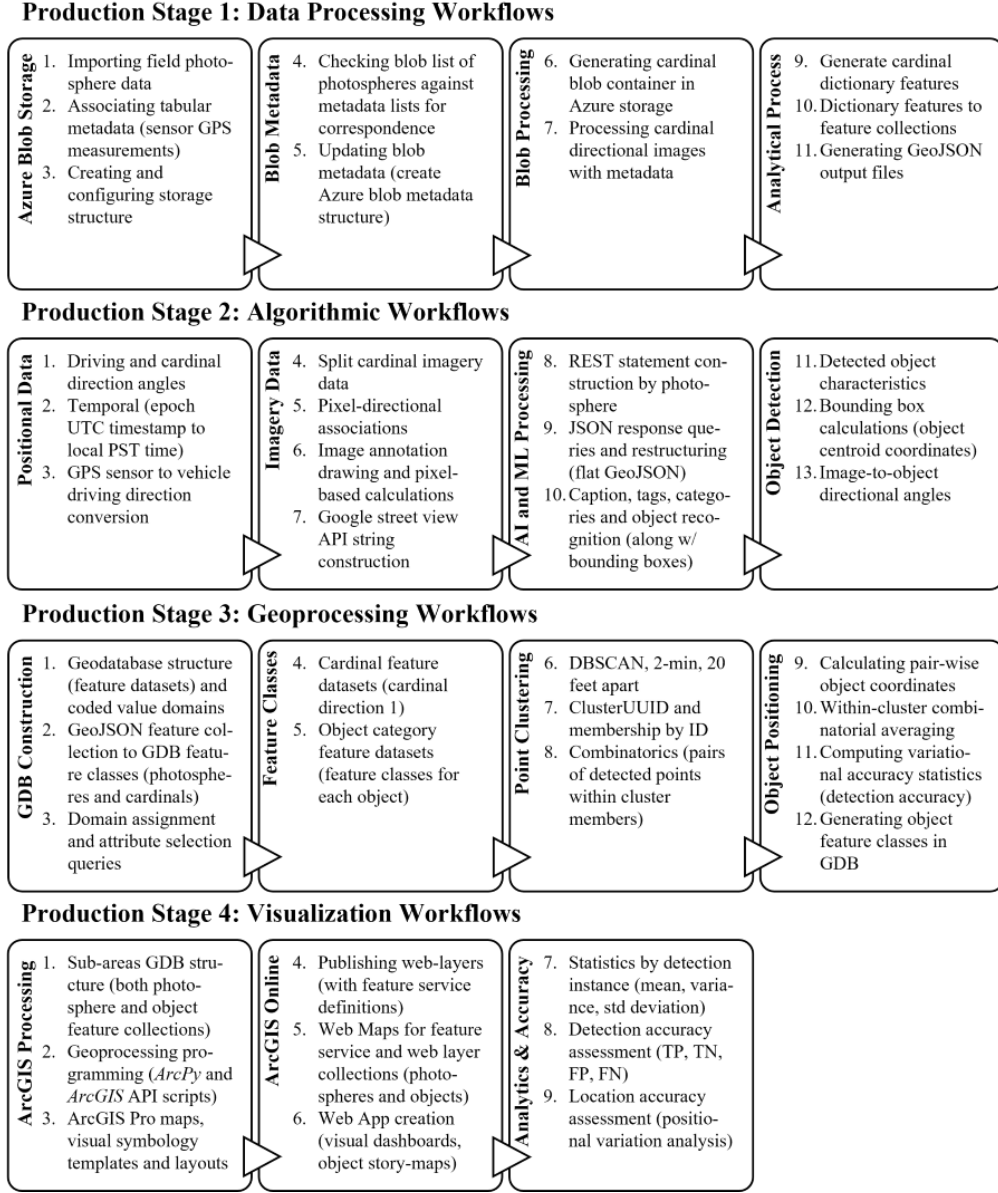 Production Stage 1: Data Processing Workflows
Azure Blob Storage
1. Importing field photo-
sphere data
2. Associating tabular
metadata (sensor GPS
measurements)
3. Creating and
configuring storage
structure
Blob Metadata
4. Checking blob list of
photospheres against
metadata lists for
correspondence
5. Updating blob
metadata (create
Azure blob metadata
structure)
Blob Processing
6. Generating cardinal
blob container in
Azure storage
7. Processing cardinal
directional images
with metadata
Analytical Process
9. Generate cardinal
dictionary features
10. Dictionary features to
feature collections
11. Generating GeoJSON
output files
Production Stage 2: Algorithmic Workflows
Positional Data
1. Driving and cardinal
direction angles
2. Temporal (epoch
UTC timestamp to
local PST time)
3. GPS sensor to vehicle
driving direction
conversion
Imagery Data
4. Split cardinal imagery
data
5. Pixel-directional
associations
6. Image annotation
drawing and pixel-
based calculations
7. Google street view
API string
construction
AI and ML Processing
8. REST statement con-
struction by photo-
sphere
9. JSON response que-
ries and restructuring
(flat GeoJSON)
10. Caption, tags, catego-
ries and object reco-
gnition (along w/
bounding boxes)
Object Detection
11. Detected object
characteristics
12. Bounding box
calculations (object
centroid coordinates)
13. Image-to-object
directional angles
Production Stage 3: Geoprocessing Workflows
GDB Construction
1. Geodatabase structure
(feature datasets) and
coded value domains
2. GeoJSON feature col-
lection to GDB featu-
re classes (photosphe-
res and cardinals)
3. Domain assignment
and attribute selection
queries
Feature Classes
4. Cardinal feature
datasets (cardinal
direction 1)
5. Object category
feature datasets
(feature classes for
each object)
Point Clustering
6. DBSCAN, 2-min, 20
feet apart
7. ClusterUUID and
membership by ID
8. Combinatorics (pairs
of detected points
within cluster
members)
Object Positioning
9. Calculating pair-wise
object coordinates
10. Within-cluster combi-
natorial averaging
11. Computing variatio-
nal accuracy statistics
(detection accuracy)
12. Generating object
feature classes in
GDB
Production Stage 4: Visualization Workflows
ArcGIS Processing
1. Sub-areas GDB stru-
cture (both photo-
sphere and object
feature collections)
2. Geoprocessing pro-
gramming (ArcPy and
ArcGIS API scripts)
3. ArcGIS Pro maps,
visual symbology
templates and layouts
ArcGIS Online
4. Publishing web-layers
(with feature service
definitions)
5. Web Maps for feature
service and web layer
collections (photo-
spheres and objects)
6. Web App creation
(visual dashboards,
object story-maps)
Analytics & Accuracy
7. Statistics by detection
instance (mean, varia-
nce, std deviation)
8. Detection accuracy
assessment (TP, TN,
FP, FN)
9. Location accuracy
assessment (positio-
nal variation analysis)